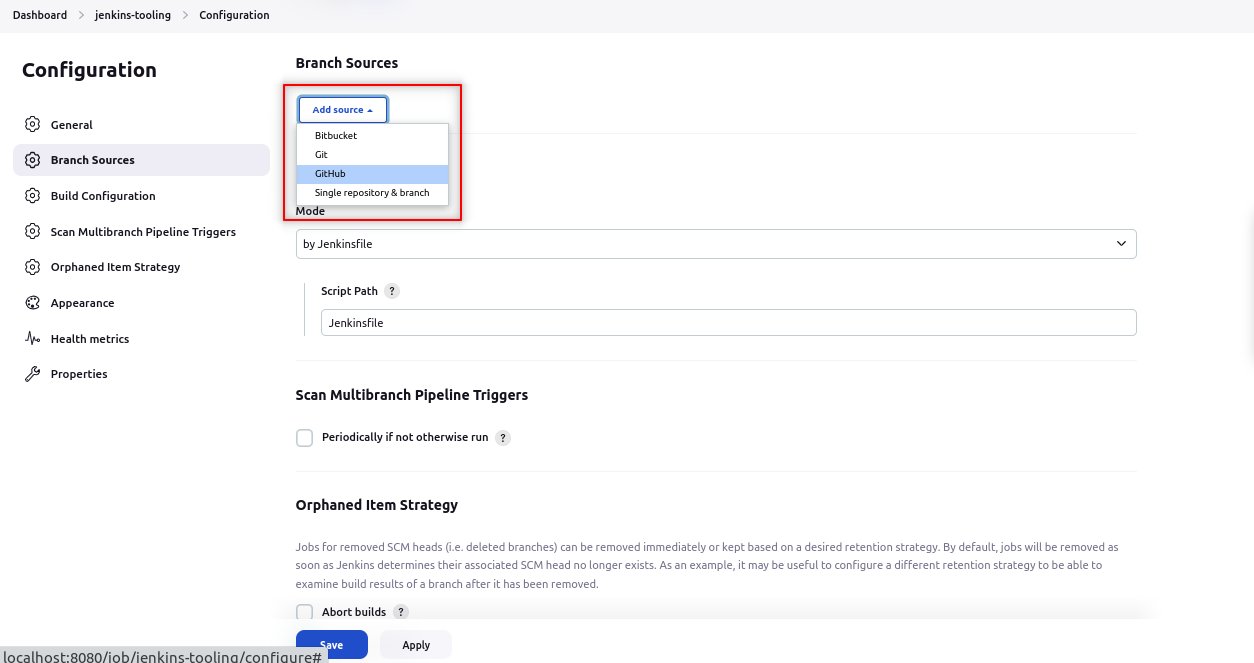 Dashboard > jenkins-tooling > Configuration
Configuration
General
Branch Sources
Build Configuration
Scan Multibranch Pipeline Triggers
Orphaned Item Strategy
Appearance
Health metrics
Properties
Branch Sources
Add source
Bitbucket
Git
GitHub
Single repository & branch
Mode
by Jenkinsfile
Script Path ?
Jenkinsfile
Scan Multibranch Pipeline Triggers
Periodically if not otherwise run ?
Orphaned Item Strategy
Jobs for removed SCM heads (i.e. deleted branches) can be removed immediately or kept based on a desired retention strategy. By default, jobs will be removed as
soon as Jenkins determines their associated SCM head no longer exists. As an example, it may be useful to configure a different retention strategy to be able to
examine build results of a branch after it has been removed.
Abort builds ?
Save Apply
localhost:8080/job/jenkins-tooling/configure#